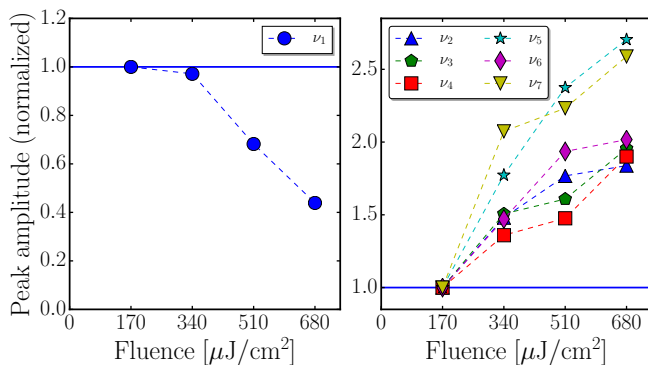 Peak amplitude (normalized)
1.2
1.0
0.8
0.6
0.4
0.2
0.0
0 170 340 510 680
Fluence [μJ/cm²]
ν₁
2.5
2.0
1.5
1.0
0 170 340 510 680
Fluence [μJ/cm²]
ν₂ ν₅
ν₃ ν₆
ν₄ ν₇